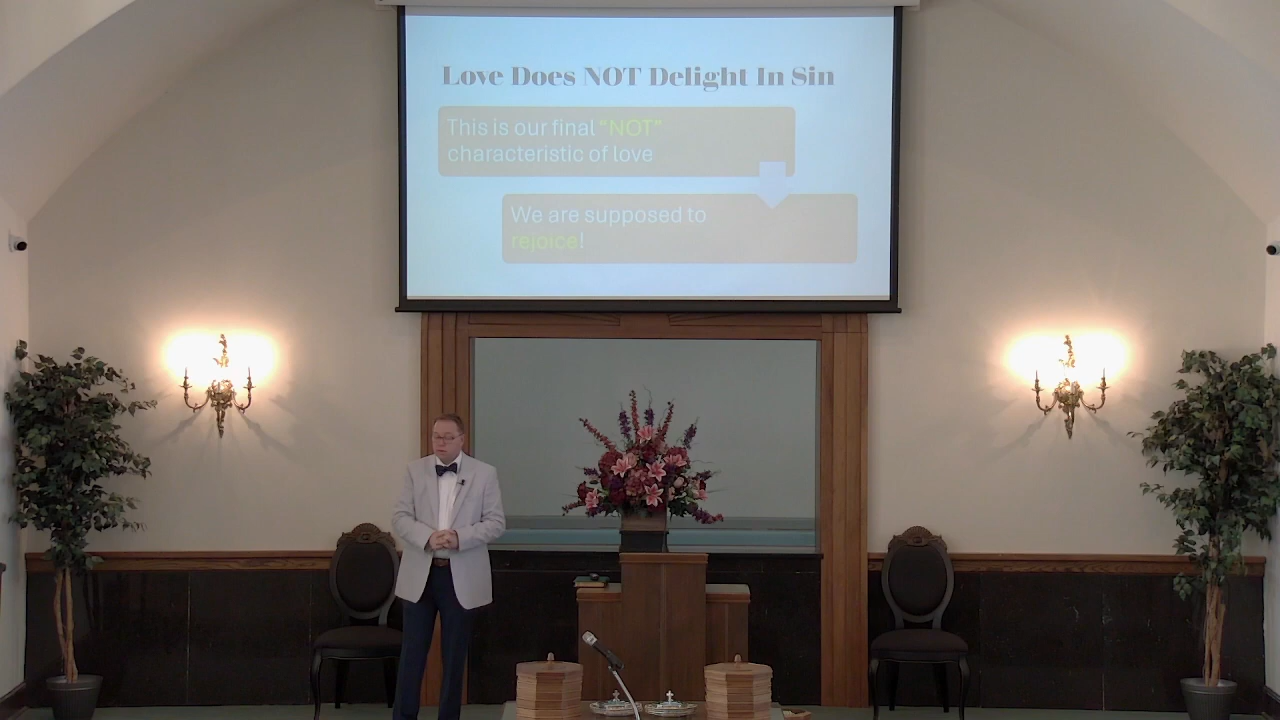 Love Does NOT Delight In Sin
This is our final “NOT”
characteristic of love
We are supposed to
rejoice!